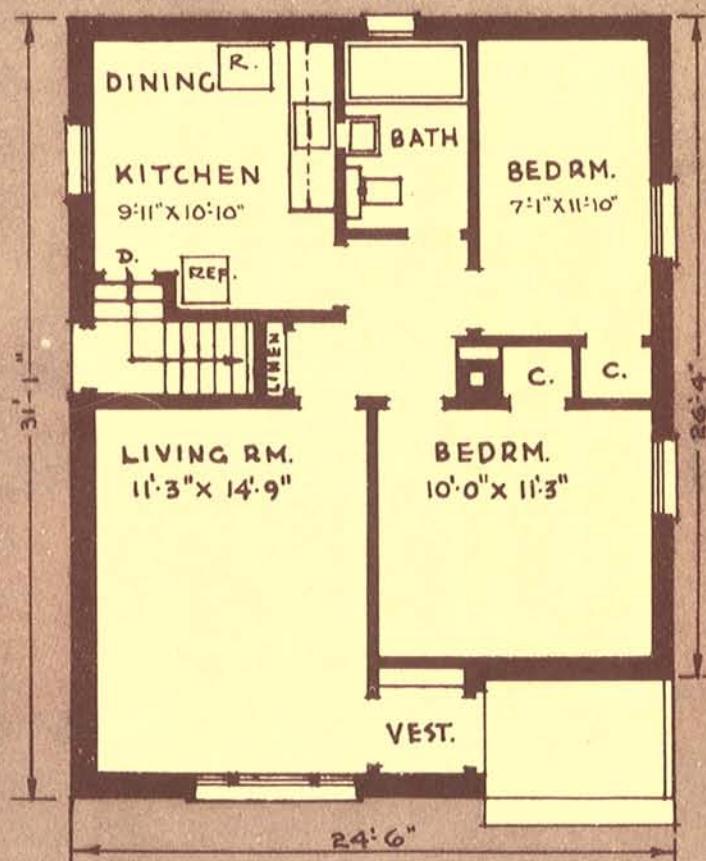 DINING
R.
KITCHEN
9'-11" X 10'-10"
BATH
BEDRM.
7'-1" X 11'-10"
D.
REF.
LINEN
C.
C.
LIVING RM.
11'-3" X 14'-9"
BEDRM.
10'-0" X 11'-3"
VEST.
31'-1"
26'-4"
24'-6"